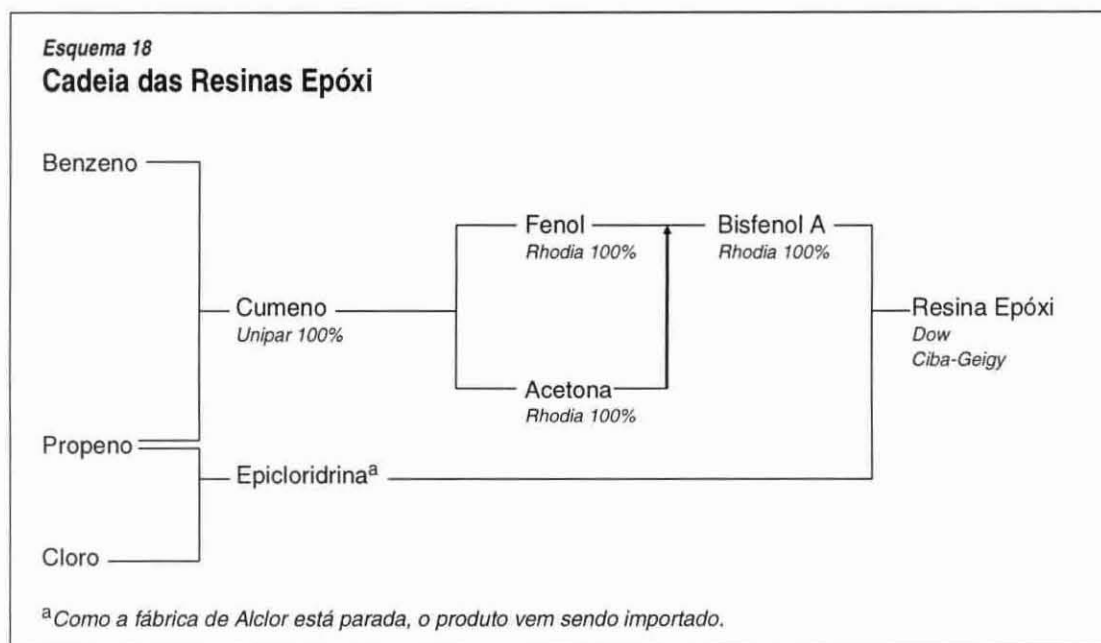 Esquema 18
Cadeia das Resinas Epóxi
Benzeno
Fenol
Rhodia 100%
Bisfenol A
Rhodia 100%
Cumeno
Unipar 100%
Resina Epóxi
Dow
Ciba-Geigy
Acetona
Rhodia 100%
Propeno
Epicloridrinaª
Cloro
ª Como a fábrica de Alclor está parada, o produto vem sendo importado.